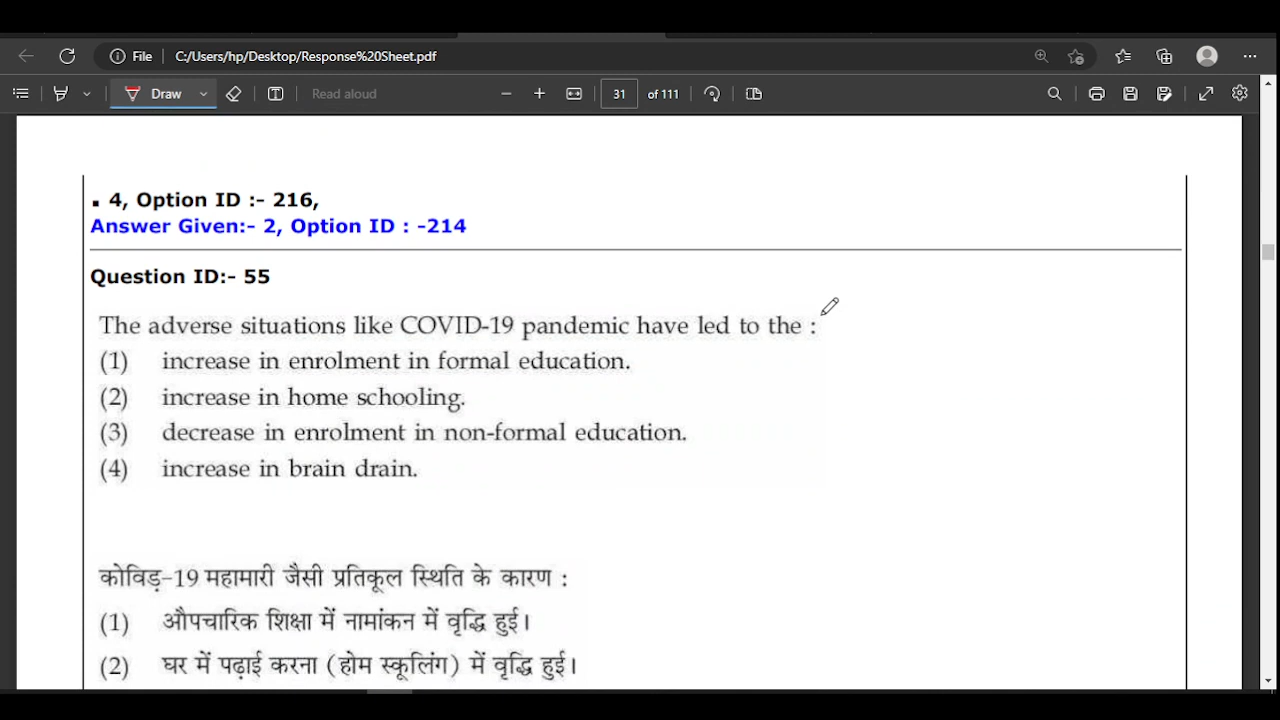 File C:/Users/hp/Desktop/Response%20Sheet.pdf
Draw Read aloud 31 of 111
▪ 4, Option ID :- 216,
Answer Given:- 2, Option ID : -214
Question ID:- 55
The adverse situations like COVID-19 pandemic have led to the :
(1) increase in enrolment in formal education.
(2) increase in home schooling.
(3) decrease in enrolment in non-formal education.
(4) increase in brain drain.
कोविड़-19 महामारी जैसी प्रतिकूल स्थिति के कारण :
(1) औपचारिक शिक्षा में नामांकन में वृद्धि हुई।
(2) घर में पढ़ाई करना (होम स्कूलिंग) में वृद्धि हुई।